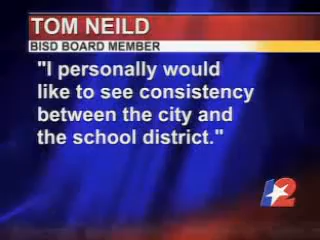 TOM NEILD
BISD BOARD MEMBER
"I personally would
like to see consistency
between the city and
the school district."
2